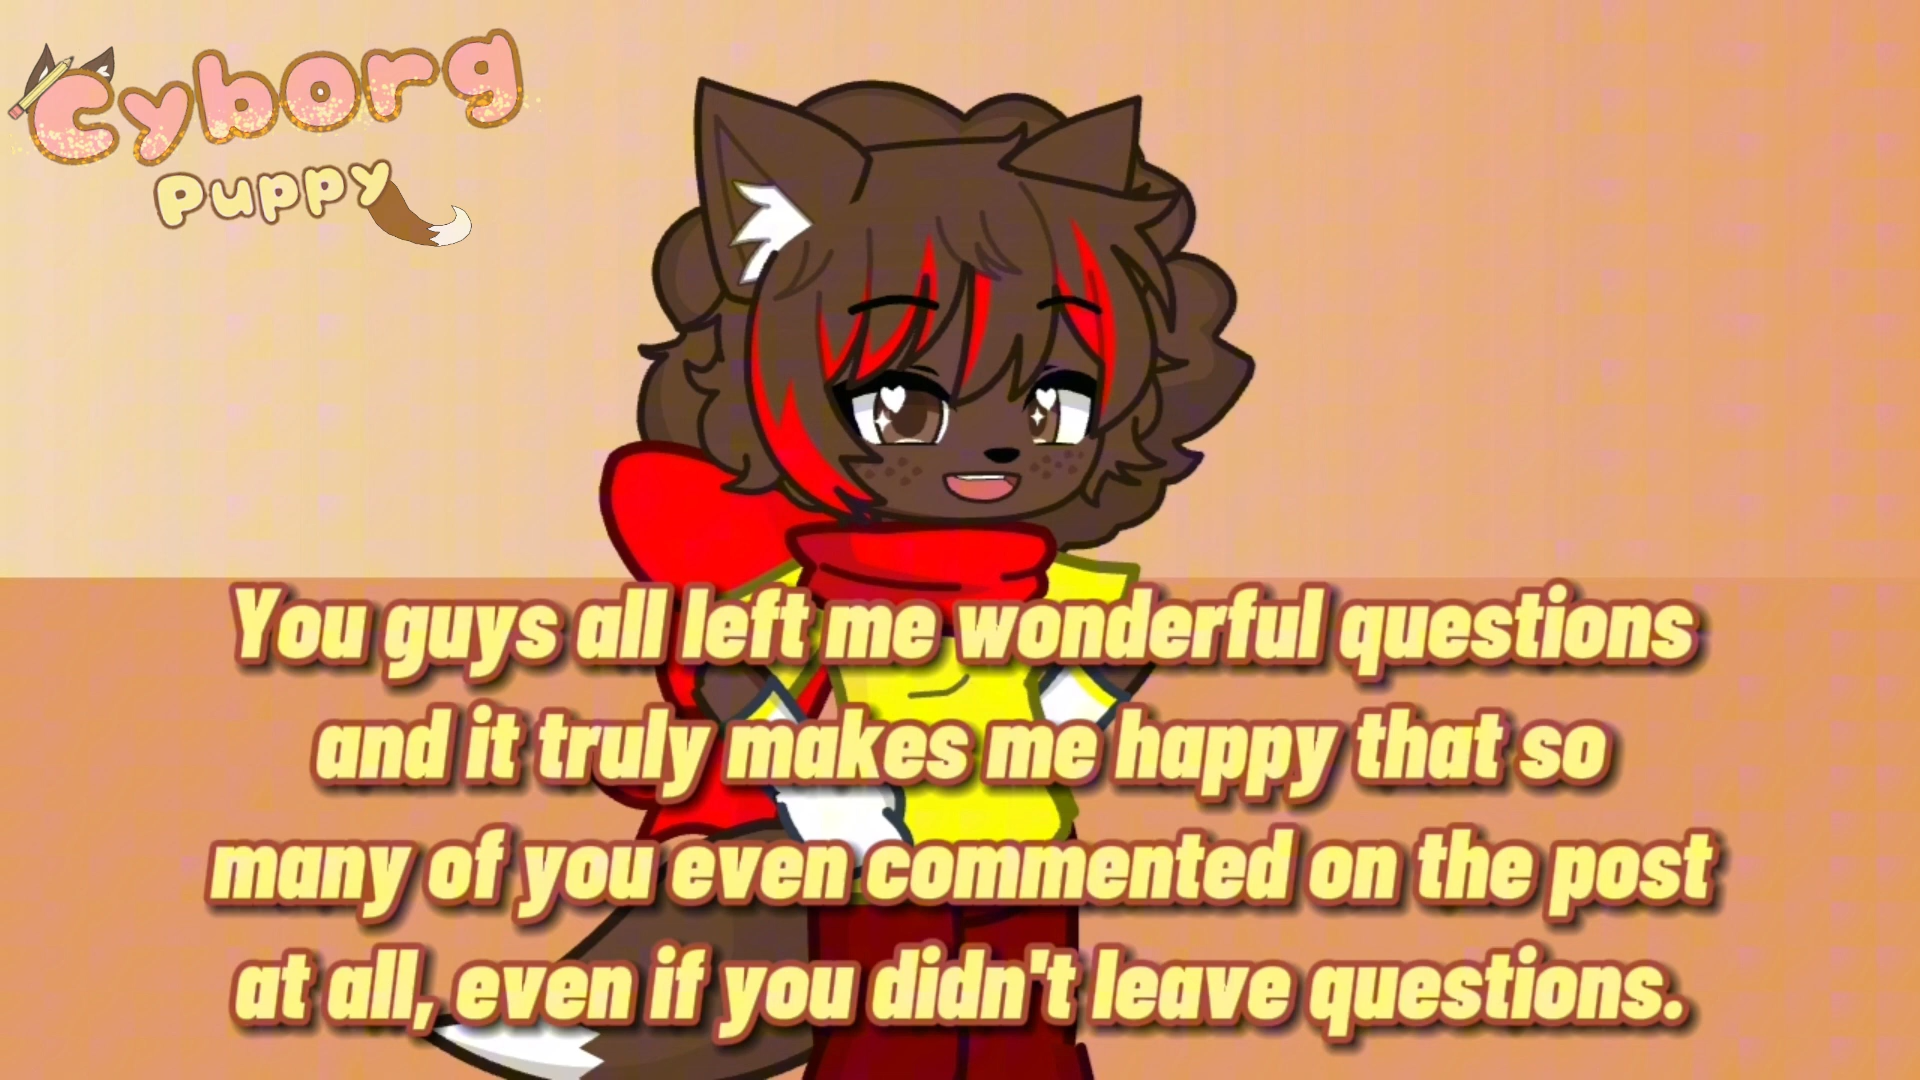 Cyborg
Puppy
You guys all left me wonderful questions
and it truly makes me happy that so
many of you even commented on the post
at all, even if you didn't leave questions.